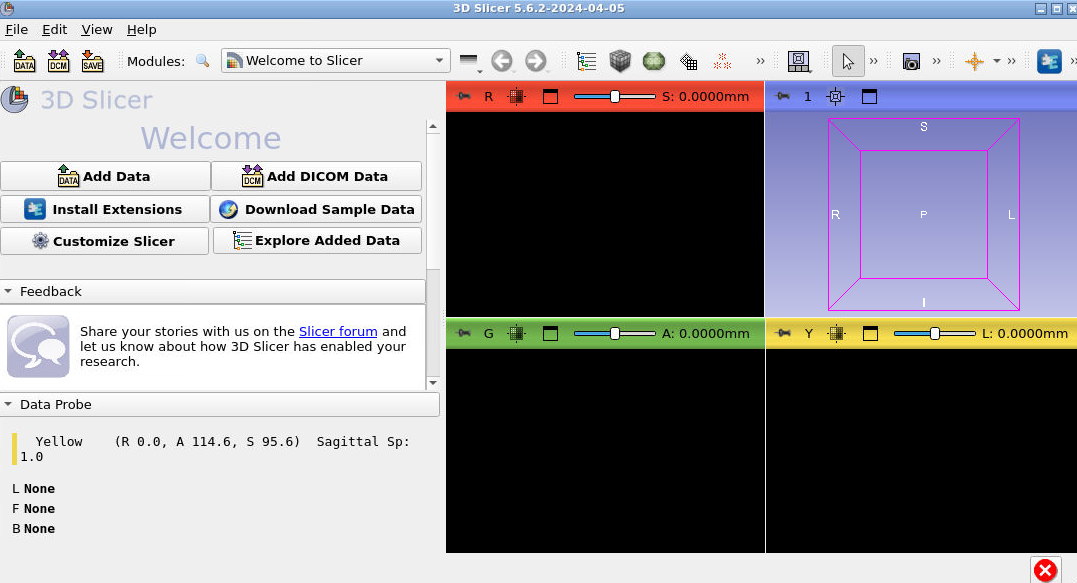 3D Slicer 5.6.2-2024-04-05
File Edit View Help
DATA DCM SAVE Modules: Welcome to Slicer
3D Slicer
Welcome
DATA Add Data DCM Add DICOM Data
Install Extensions Download Sample Data
Customize Slicer Explore Added Data
Feedback
Share your stories with us on the Slicer forum and
let us know about how 3D Slicer has enabled your
research.
Data Probe
Yellow (R 0.0, A 114.6, S 95.6) Sagittal Sp:
1.0
L None
F None
B None
R S: 0.0000mm
1
S
R P L
I
G A: 0.0000mm
Y L: 0.0000mm